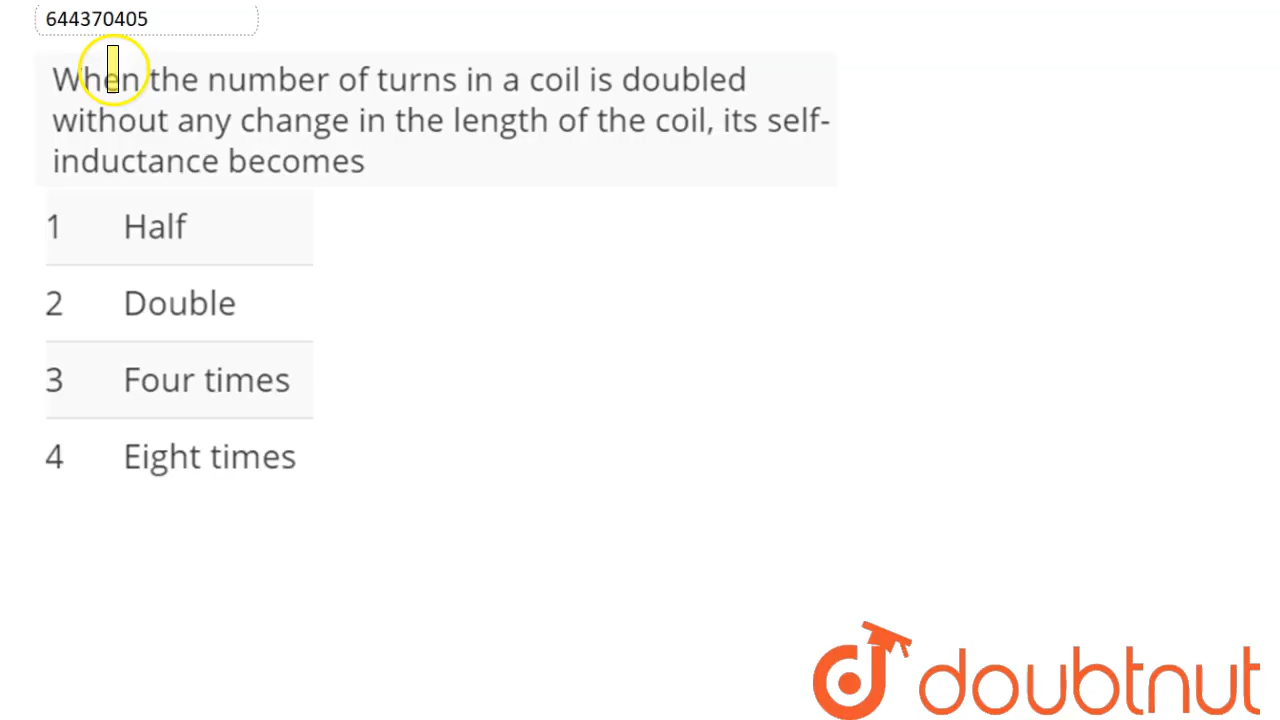 644370405
When the number of turns in a coil is doubled
without any change in the length of the coil, its self-
inductance becomes
1 Half
2 Double
3 Four times
4 Eight times
doubtnut